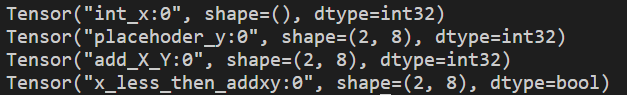 Tensor("int_x:0", shape=(), dtype=int32)
Tensor("placehoder_y:0", shape=(2, 8), dtype=int32)
Tensor("add_X_Y:0", shape=(2, 8), dtype=int32)
Tensor("x_less_then_addxy:0", shape=(2, 8), dtype=bool)